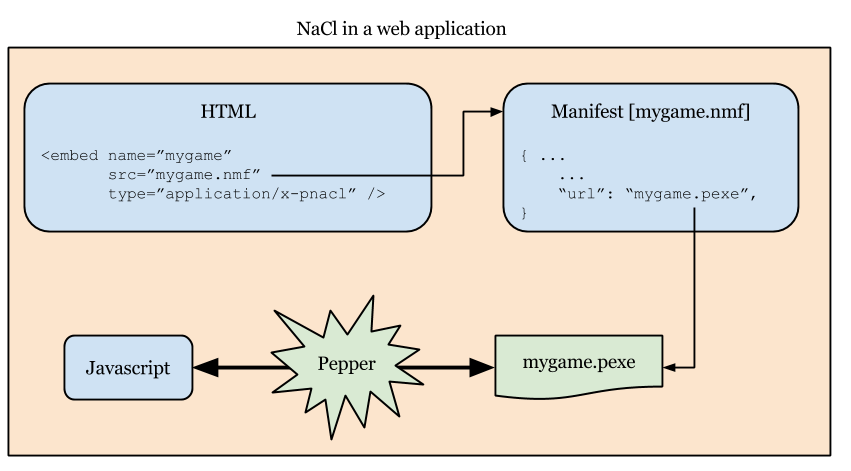 NaCl in a web application
HTML
<embed name=”mygame”
src=”mygame.nmf”
type=”application/x-pnacl” />
Manifest [mygame.nmf]
{ ...
...
“url”: “mygame.pexe”,
}
Javascript
Pepper
mygame.pexe